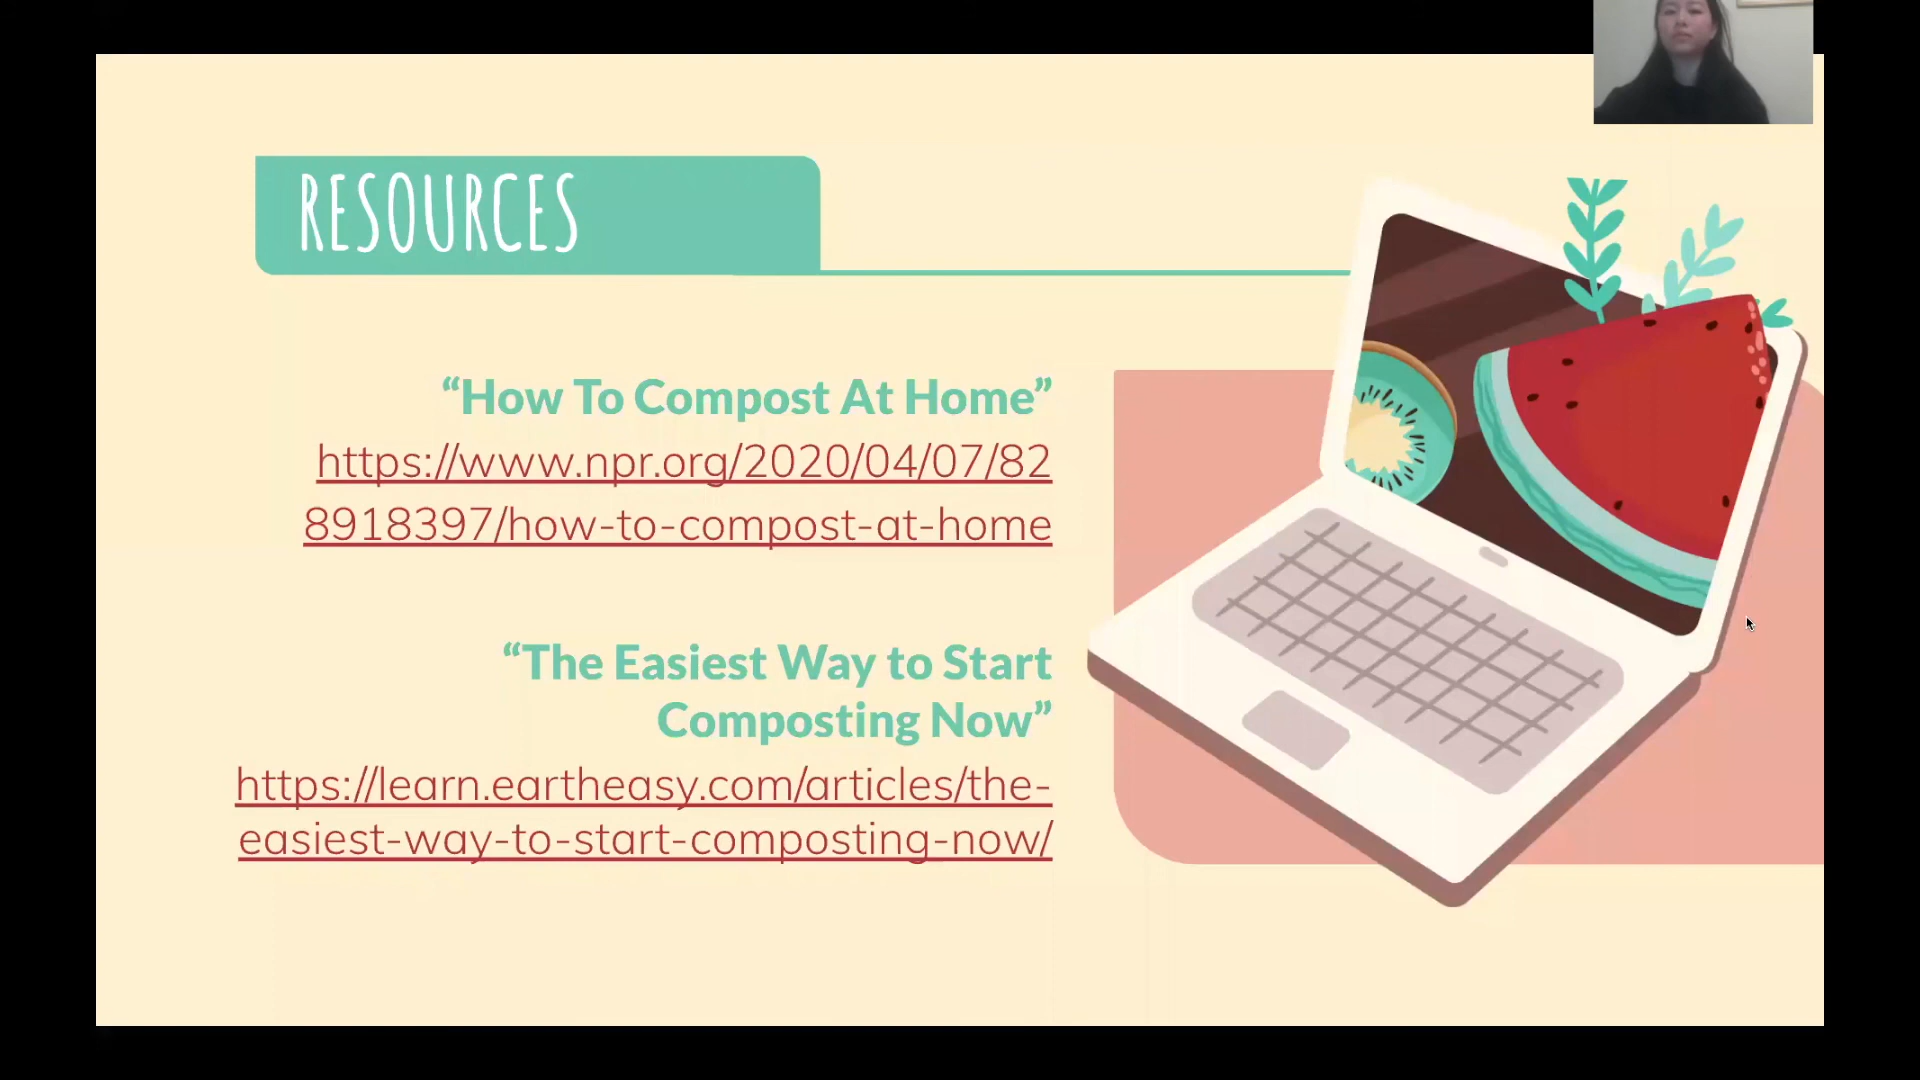 RESOURCES
“How To Compost At Home”
https://www.npr.org/2020/04/07/82
8918397/how-to-compost-at-home
“The Easiest Way to Start
Composting Now”
https://learn.eartheasy.com/articles/the-
easiest-way-to-start-composting-now/